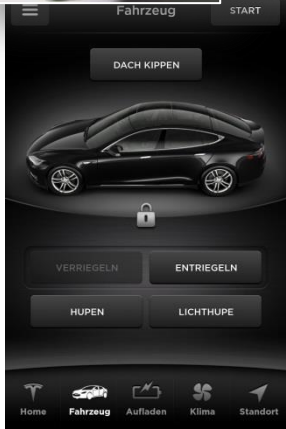 Fahrzeug START
DACH KIPPEN
VERRIEGELN ENTRIEGELN
HUPEN LICHTHUPE
Home Fahrzeug Aufladen Klima Standort